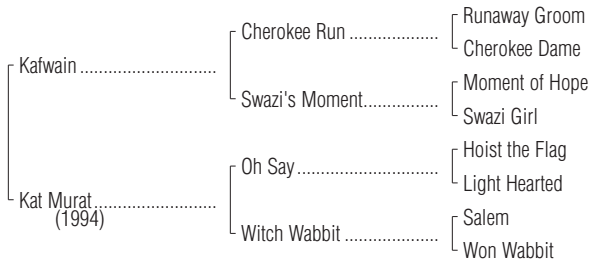 Runaway Groom
Cherokee Run ..................
Cherokee Dame
Kafwain ...........................
Moment of Hope
Swazi's Moment...............
Swazi Girl
Hoist the Flag
Oh Say............................
Light Hearted
Kat Murat........................
(1994)
Salem
Witch Wabbit ...................
Won Wabbit